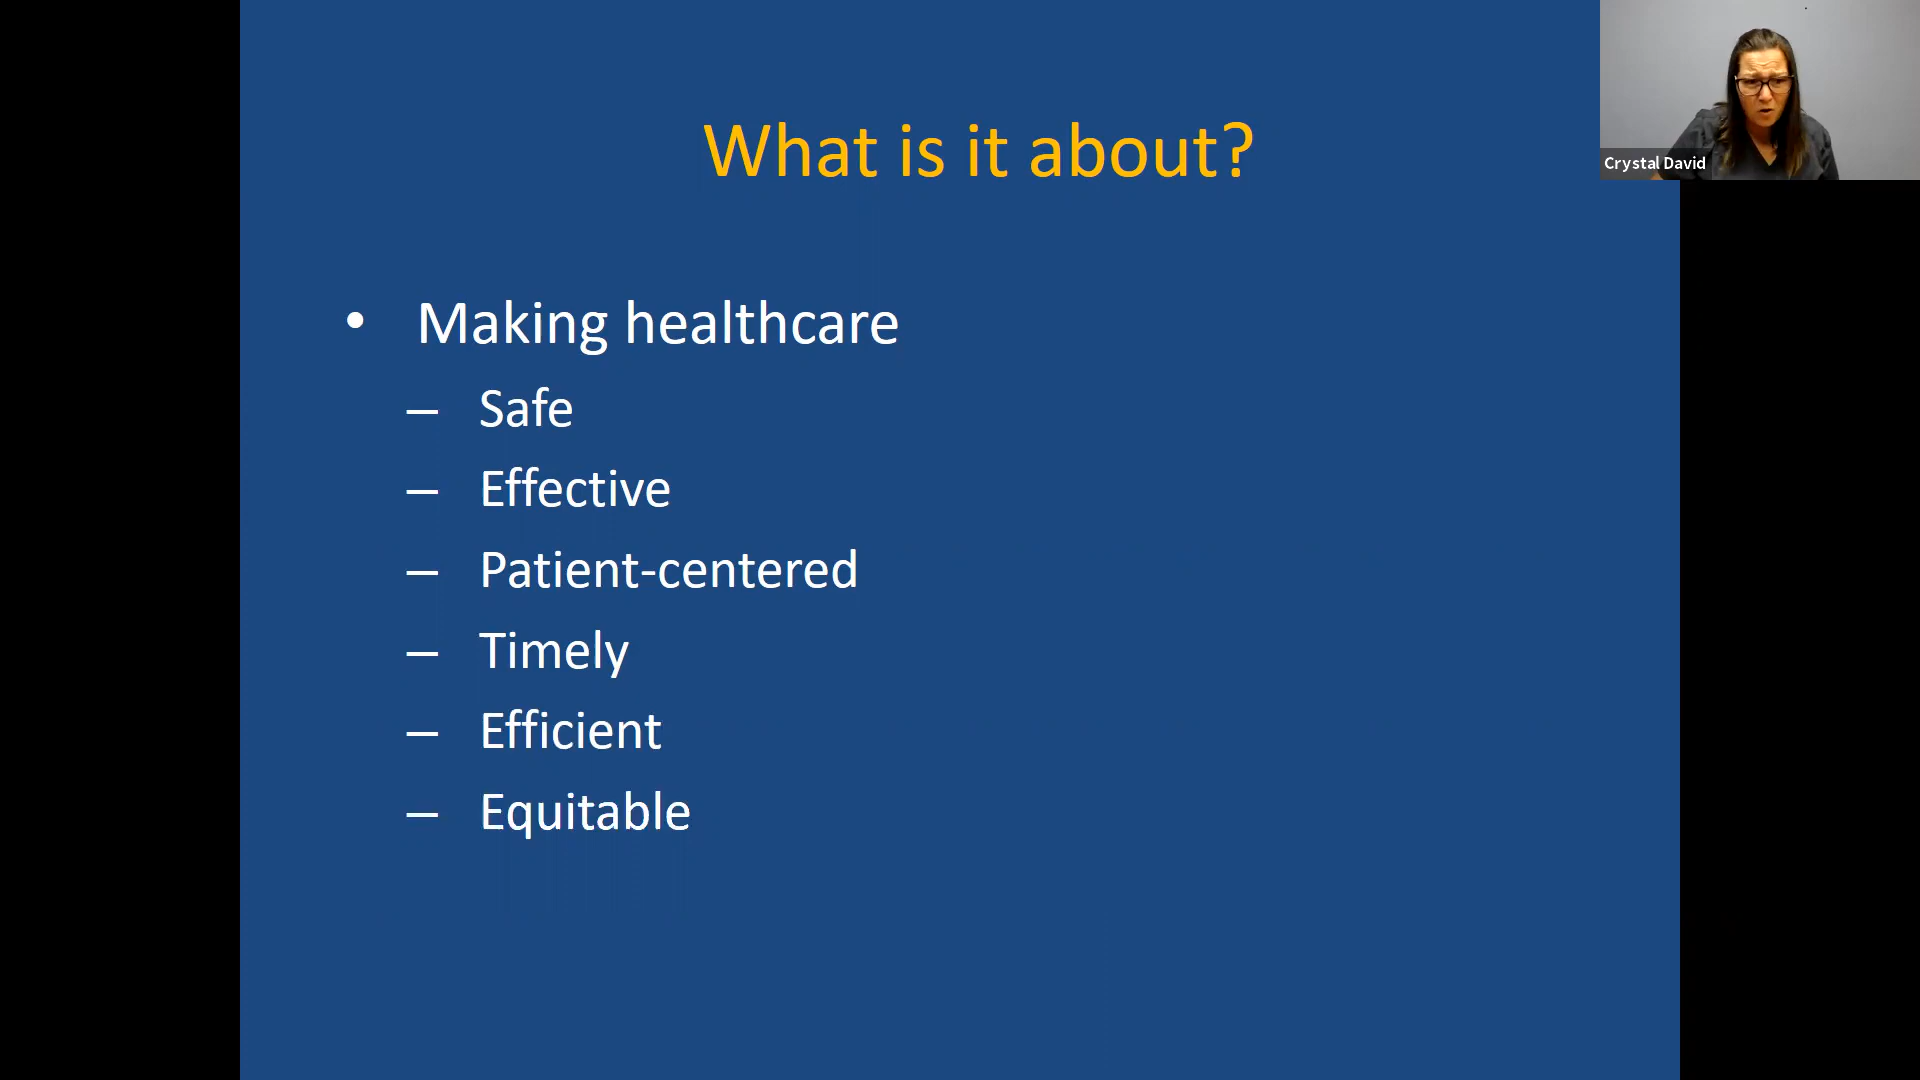 What is it about?
Crystal David
• Making healthcare
– Safe
– Effective
– Patient-centered
– Timely
– Efficient
– Equitable